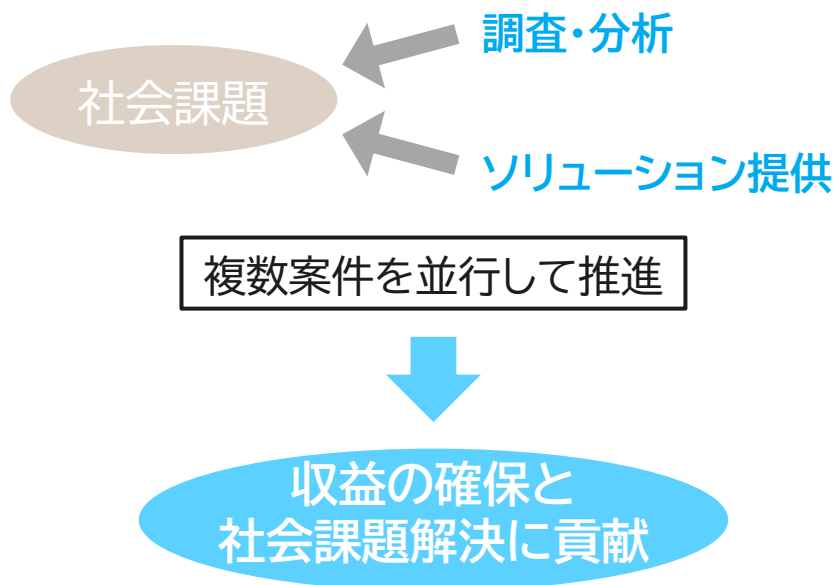 調査・分析
社会課題
ソリューション提供
複数案件を並行して推進
収益の確保と
社会課題解決に貢献